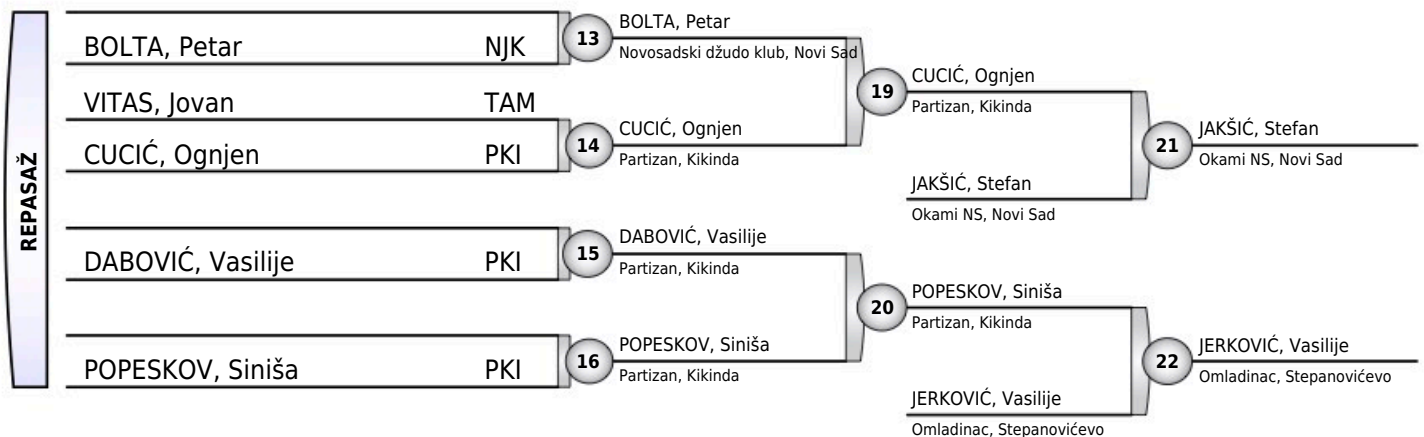 REPASAŽ
BOLTA, Petar NJK
VITAS, Jovan TAM
CUCIĆ, Ognjen PKI
DABOVIĆ, Vasilije PKI
POPESKOV, Siniša PKI
13
BOLTA, Petar
Novosadski džudo klub, Novi Sad
14
CUCIĆ, Ognjen
Partizan, Kikinda
15
DABOVIĆ, Vasilije
Partizan, Kikinda
16
POPESKOV, Siniša
Partizan, Kikinda
19
CUCIĆ, Ognjen
Partizan, Kikinda
JAKŠIĆ, Stefan
Okami NS, Novi Sad
20
POPESKOV, Siniša
Partizan, Kikinda
JERKOVIĆ, Vasilije
Omladinac, Stepanovićevo
21
JAKŠIĆ, Stefan
Okami NS, Novi Sad
22
JERKOVIĆ, Vasilije
Omladinac, Stepanovićevo